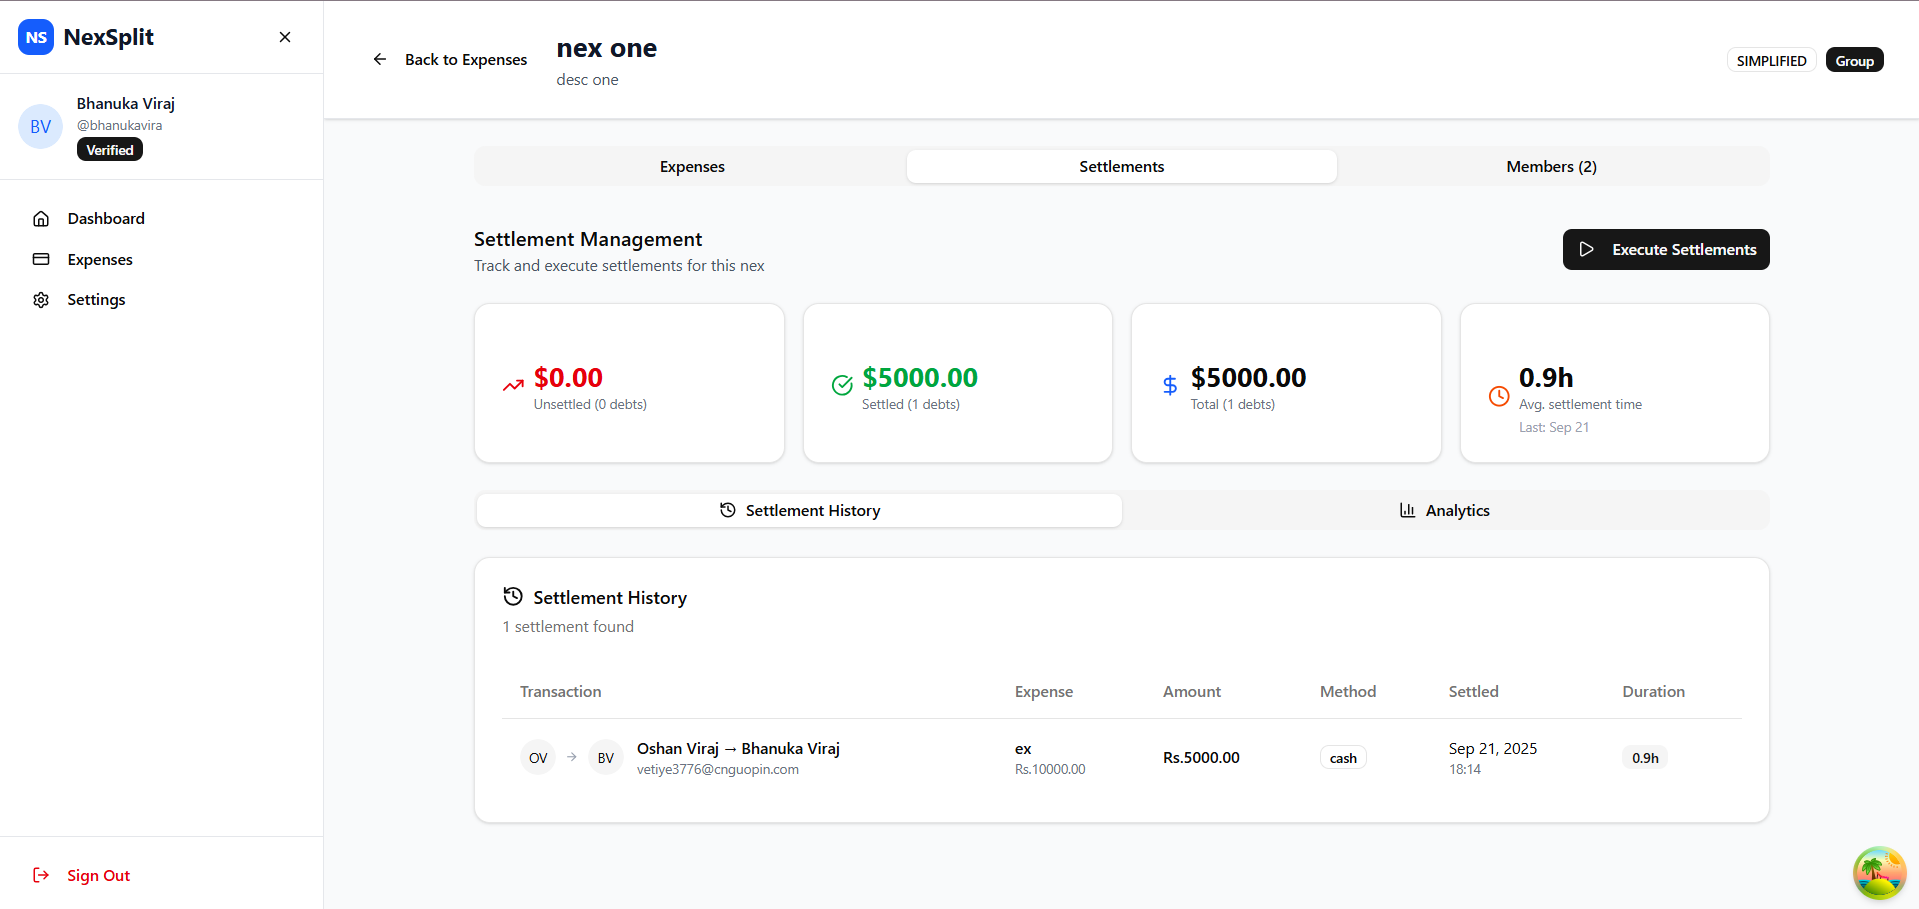 NS NexSplit
Bhanuka Viraj
BV
@bhanukavira
Verified
Dashboard
Expenses
Settings
Sign Out
Back to Expenses
nex one
desc one
SIMPLIFIED
Group
Expenses
Settlements
Members (2)
Settlement Management
Track and execute settlements for this nex
Execute Settlements
$0.00
Unsettled (0 debts)
$5000.00
Settled (1 debts)
$5000.00
Total (1 debts)
0.9h
Avg. settlement time
Last: Sep 21
Settlement History
Analytics
Settlement History
1 settlement found
Transaction Expense Amount Method Settled Duration
OV → BV
Oshan Viraj → Bhanuka Viraj
vetiye3776@cnguopin.com
ex
Rs.10000.00
Rs.5000.00
cash
Sep 21, 2025
18:14
0.9h